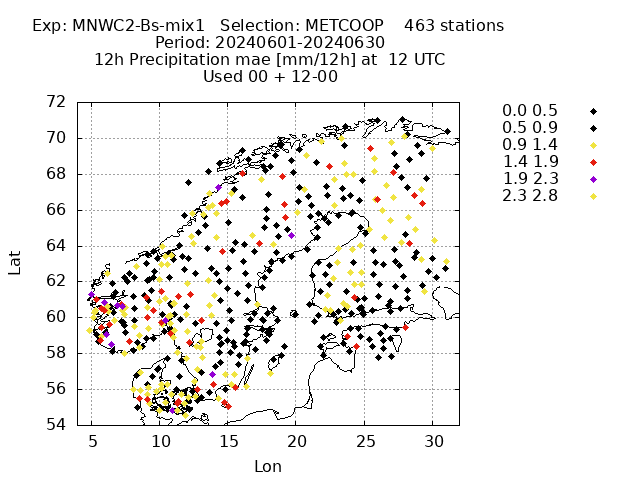 Exp: MNWC2-Bs-mix1 Selection: METCOOP 463 stations
Period: 20240601-20240630
12h Precipitation mae [mm/12h] at 12 UTC
Used 00 + 12-00
0.0 0.5
0.5 0.9
0.9 1.4
1.4 1.9
1.9 2.3
2.3 2.8
72
70
68
66
64
62
60
58
56
54
Lat
5 10 15 20 25 30
Lon